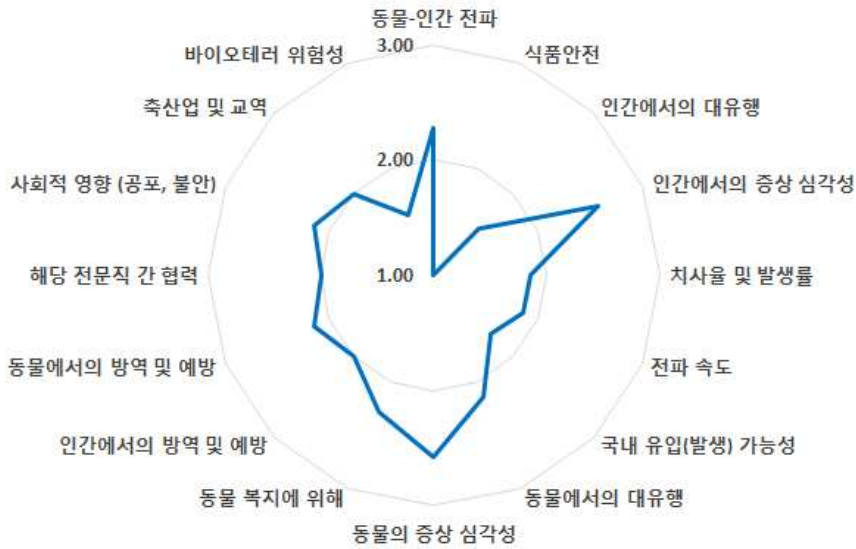 동물-인간 전파
3.00
바이오테러 위험성
식품안전
축산업 및 교역
인간에서의 대유행
2.00
사회적 영향 (공포, 불안)
인간에서의 증상 심각성
해당 전문직 간 협력
1.00
치사율 및 발생률
동물에서의 방역 및 예방
전파 속도
인간에서의 방역 및 예방
국내 유입(발생) 가능성
동물 복지에 위해
동물에서의 대유행
동물의 증상 심각성